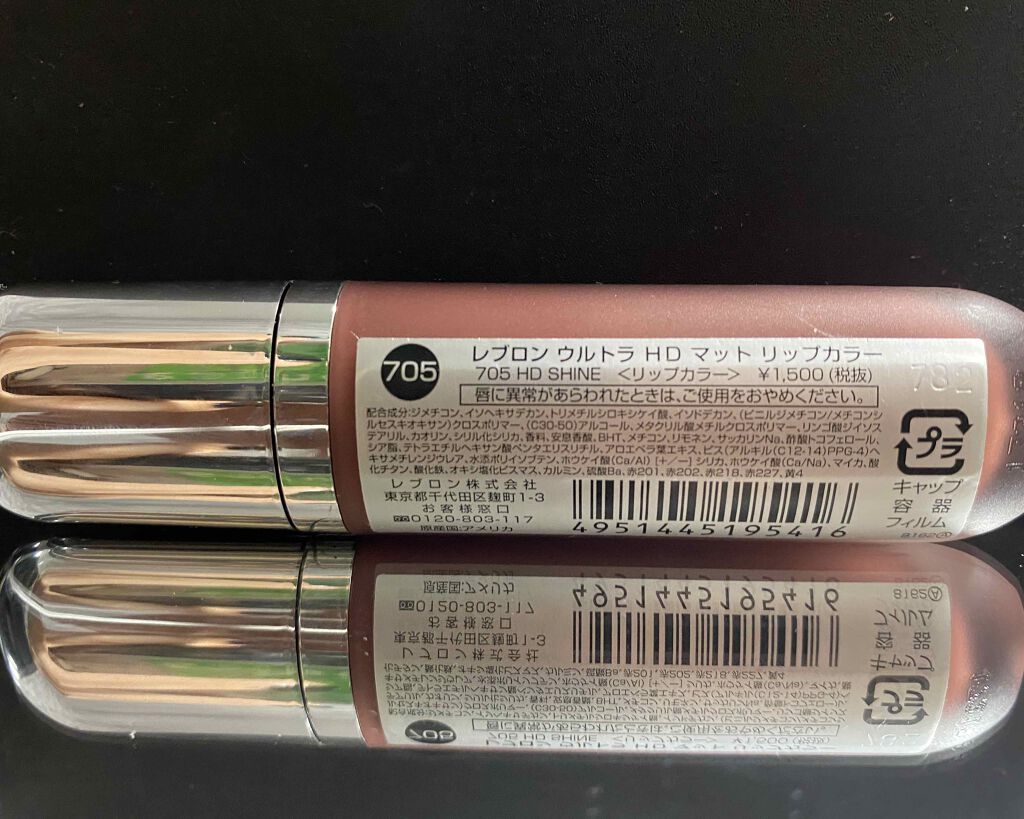 705
レブロン ウルトラ HD マット リップカラー
705 HD SHINE 〈リップカラー〉 ¥1,500(税抜)
唇に異常があらわれたときは、ご使用をおやめください。
配合成分:ジメチコン、イソヘキサデカン、トリメチルシロキシケイ酸、イソドデカン、(ビニルジメチコン/メチコンシ
ルセスキオキサン)クロスポリマー、(C30-50)アルコール、メタクリル酸メチルクロスポリマー、リンゴ酸ジイソス
テアリル、カオリン、シリル化シリカ、香料、安息香酸、BHT、メチコン、リモネン、サッカリンNa、酢酸トコフェロール、
シア脂、テトラエチルヘキサン酸ペンタエリスリチル、アロエベラ葉エキス、ビス(アルキル(C12-14)PPG-4)ヘ
キサメチレンジウレア、水添ポリイソブテン、ホウケイ酸(Ca/Al) [+/-] シリカ、ホウケイ酸(Ca/Na)、マイカ、酸
化チタン、酸化鉄、オキシ塩化ビスマス、カルミン、硫酸Ba、赤201、赤202、赤218、赤227、黄4
レブロン株式会社
東京都千代田区麹町1-3
お客様窓口
0120-803-117
原産国:アメリカ
4951445195416
782
プラ
キャップ
容器
フィルム
8162Ⓐ